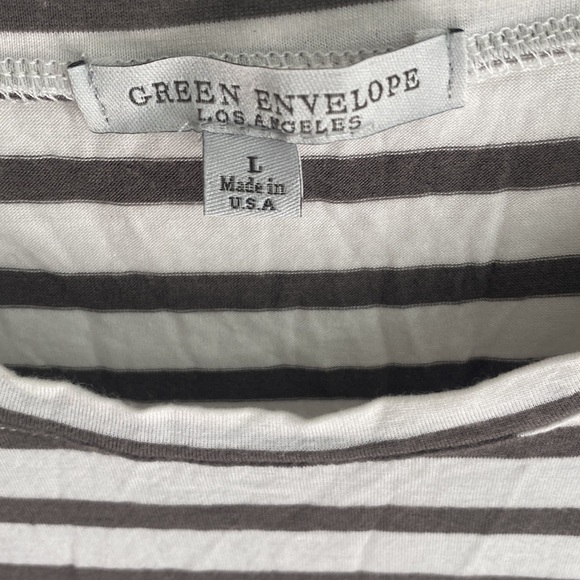 GREEN ENVELOPE
LOS ANGELES
L
Made in
U.S.A